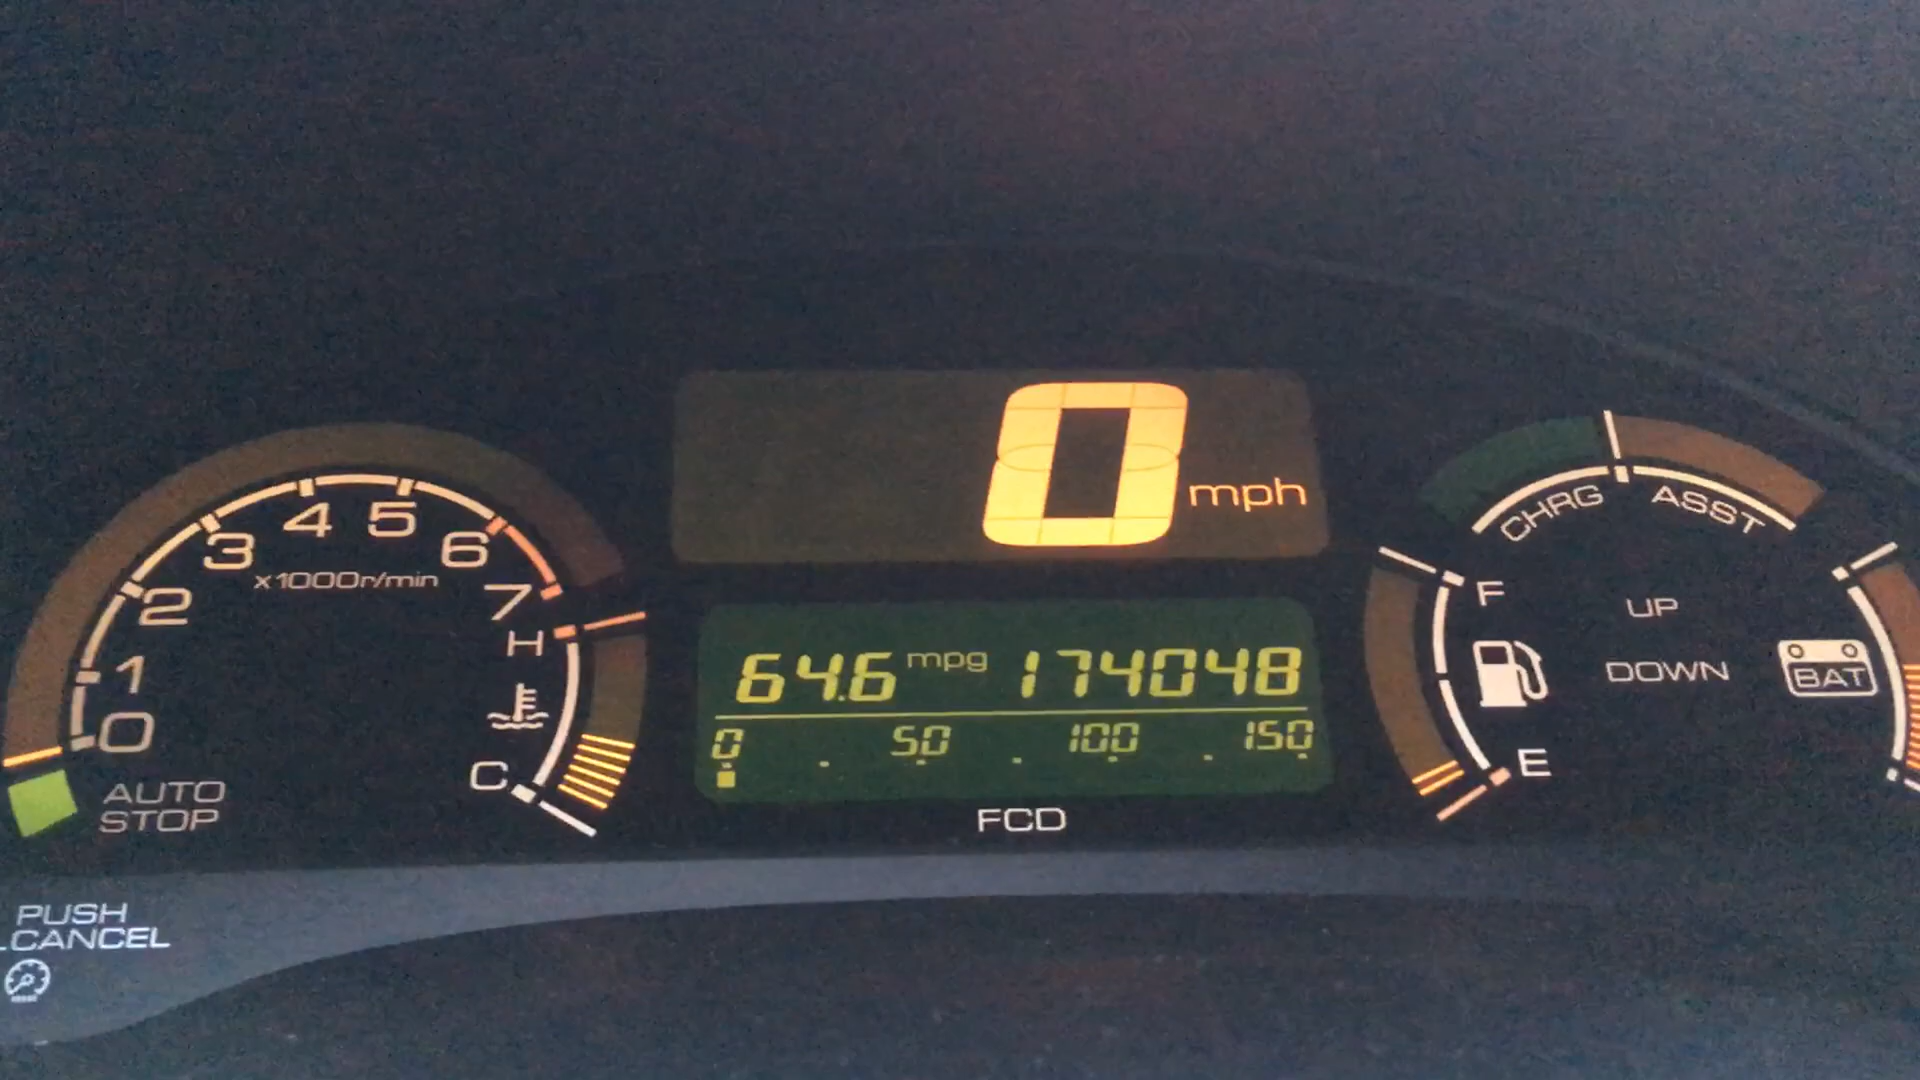 0 mph
0 1 2 3 4 5 6 7
x1000r/min
H
C
AUTO
STOP
64.6 mpg 174048
0 50 100 150
FCD
CHRG ASST
F
E
UP
DOWN
BAT
PUSH
CANCEL